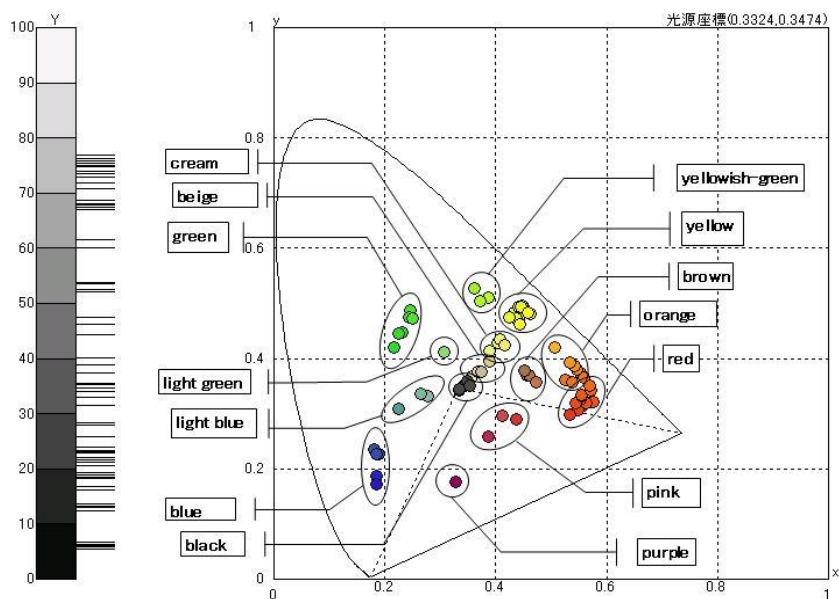 Y
100
90
80
70
60
50
40
30
20
10
0
y
光源座標(0.3324,0.3474)
1
0.8
0.6
0.4
0.2
0
cream
beige
green
light green
light blue
blue
black
yellowish-green
yellow
brown
orange
red
pink
purple
0
0.2
0.4
0.6
0.8
1
x